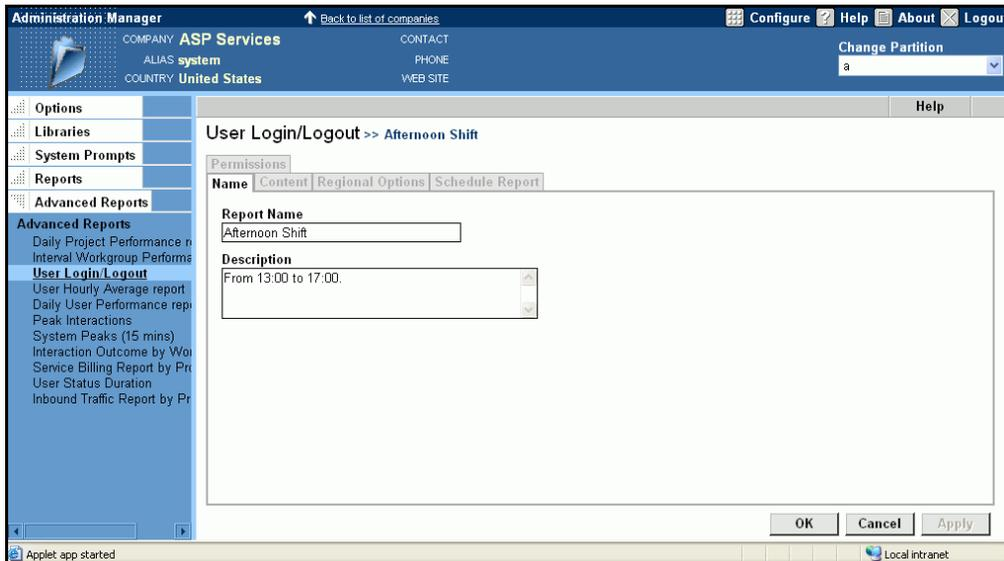 Administration Manager
Back to list of companies
Configure ? Help About Logou
COMPANY ASP Services
CONTACT
ALIAS system
PHONE
COUNTRY United States
WEB SITE
Change Partition
a
Options
Libraries
System Prompts
Reports
Advanced Reports
Advanced Reports
Daily Project Performance r
Interval Workgroup Performa
User Login/Logout
User Hourly Average report
Daily User Performance rep
Peak Interactions
System Peaks (15 mins)
Interaction Outcome by Wo
Service Billing Report by Pr
User Status Duration
Inbound Traffic Report by Pr
Help
User Login/Logout >> Afternoon Shift
Permissions
Name Content Regional Options Schedule Report
Report Name
Afternoon Shift
Description
From 13:00 to 17:00.
OK Cancel Apply
Applet app started
Local intranet